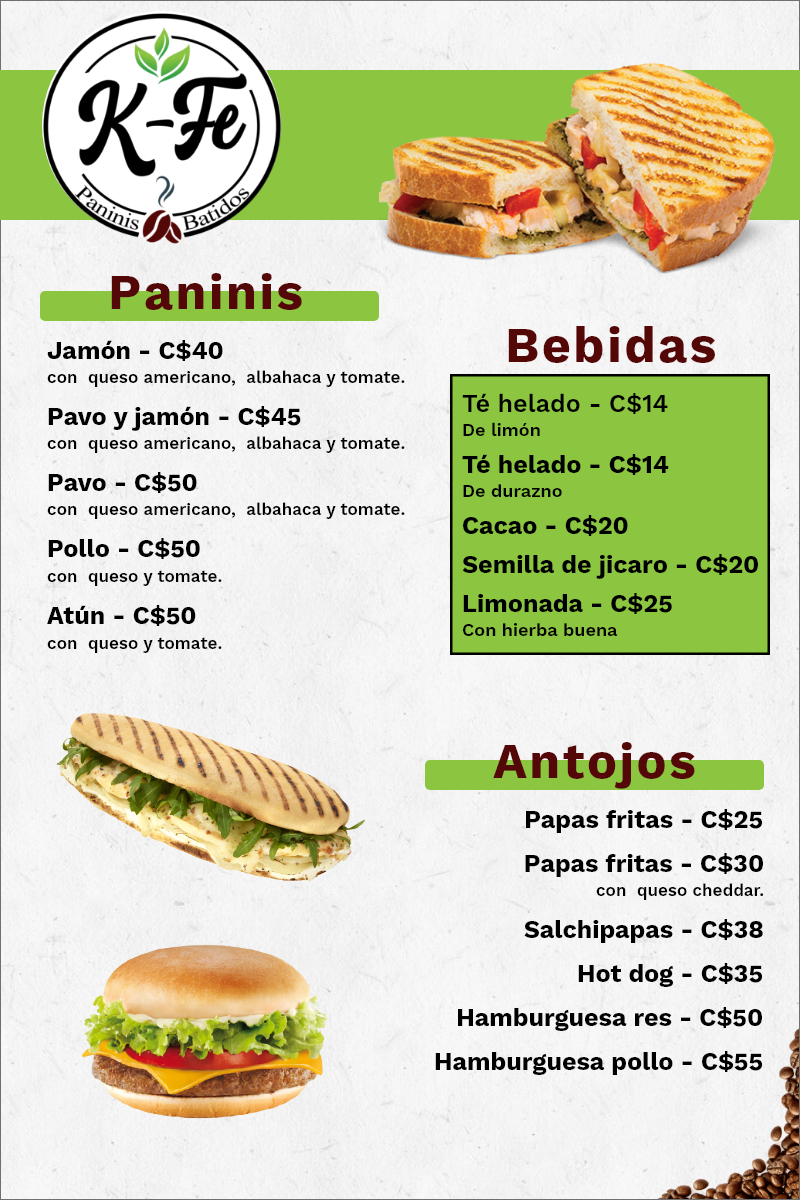 K-Fe
Paninis Batidos
Paninis
Jamón - C$40
con queso americano, albahaca y tomate.
Pavo y jamón - C$45
con queso americano, albahaca y tomate.
Pavo - C$50
con queso americano, albahaca y tomate.
Pollo - C$50
con queso y tomate.
Atún - C$50
con queso y tomate.
Bebidas
Té helado - C$14
De limón
Té helado - C$14
De durazno
Cacao - C$20
Semilla de jicaro - C$20
Limonada - C$25
Con hierba buena
Antojos
Papas fritas - C$25
Papas fritas - C$30
con queso cheddar.
Salchipapas - C$38
Hot dog - C$35
Hamburguesa res - C$50
Hamburguesa pollo - C$55